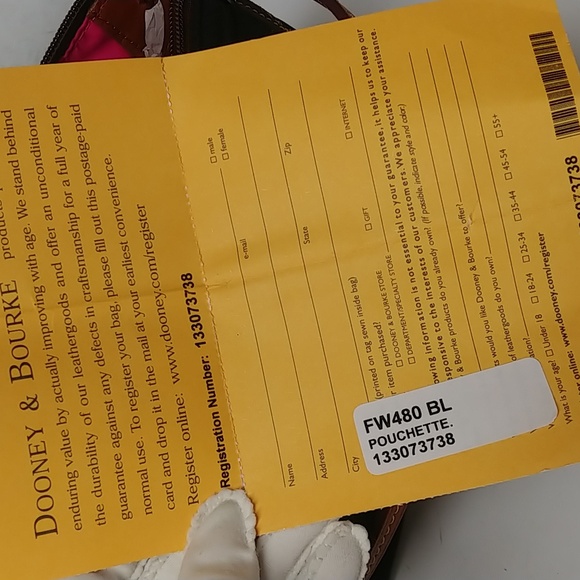 DOONEY & BOURKE products
enduring value by actually improving with age. We stand behind
the durability of our leathergoods and offer an unconditional
guarantee against any defects in craftsmanship for a full year of
normal use. To register your bag, please fill out this postage-paid
card and drop it in the mail at your earliest convenience.
Register online: www.dooney.com/register
Registration Number: 133073738
□ male
□ female
Name
e-mail
Address
City
State
Zip
(printed on tag sewn inside bag)
item purchased?
□ DOONEY & BOURKE STORE
□ GIFT
□ INTERNET
□ DEPARTMENT/SPECIALTY STORE
owing information is not essential to your guarantee, it helps us to keep our
sponsive to the interests of our customers. We appreciate your assistance.
& Bourke products do you already own? (If possible, indicate style and color.)
s would you like Dooney & Bourke to offer?
of leathergoods do you own?
What is your age? □ Under 18 □ 18-24 □ 25-34 □ 35-44 □ 45-54 □ 55+
er online: www.dooney.com/register
073738
FW480 BL
POUCHETTE.
133073738